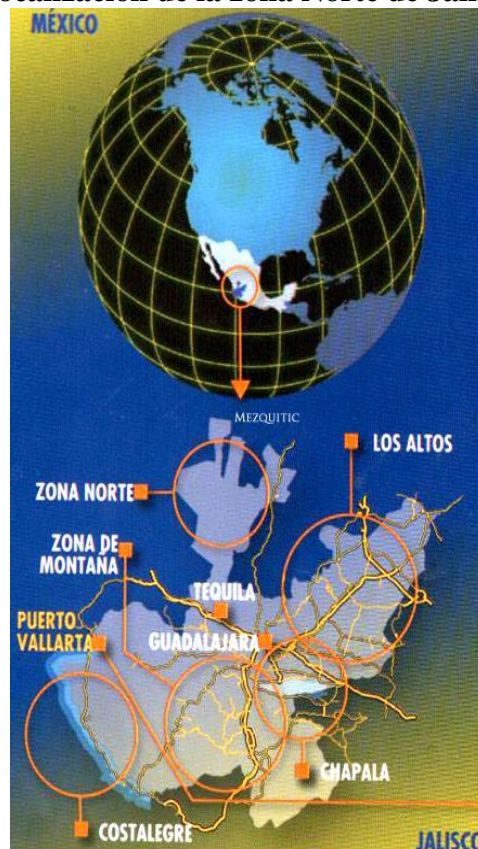 MÉXICO
MEZQUITIC
LOS ALTOS
ZONA NORTE
ZONA DE
MONTAÑA
TEQUILA
PUERTO
VALLARTA
GUADALAJARA
CHAPALA
COSTALEGRE
JALISCO